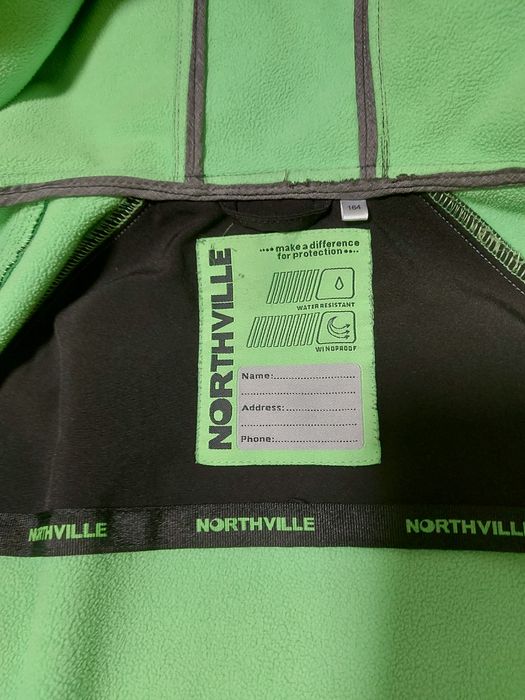 164
.... make a difference
for protection ....
NORTHVILLE
WATER RESISTANT
WINDPROOF
Name:
Address:
Phone:
NORTHVILLE
NORTHVILLE
NORTHVILLE